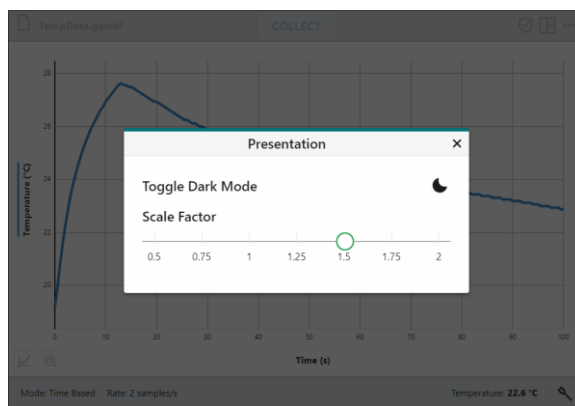 TempData.gambl
COLLECT
28
26
24
22
20
Temperature (°C)
Presentation
Toggle Dark Mode
Scale Factor
0.5 0.75 1 1.25 1.5 1.75 2
0 10 20 30 40 50 60 70 80 90 100
Time (s)
Mode: Time Based Rate: 2 samples/s
Temperature: 22.6 °C